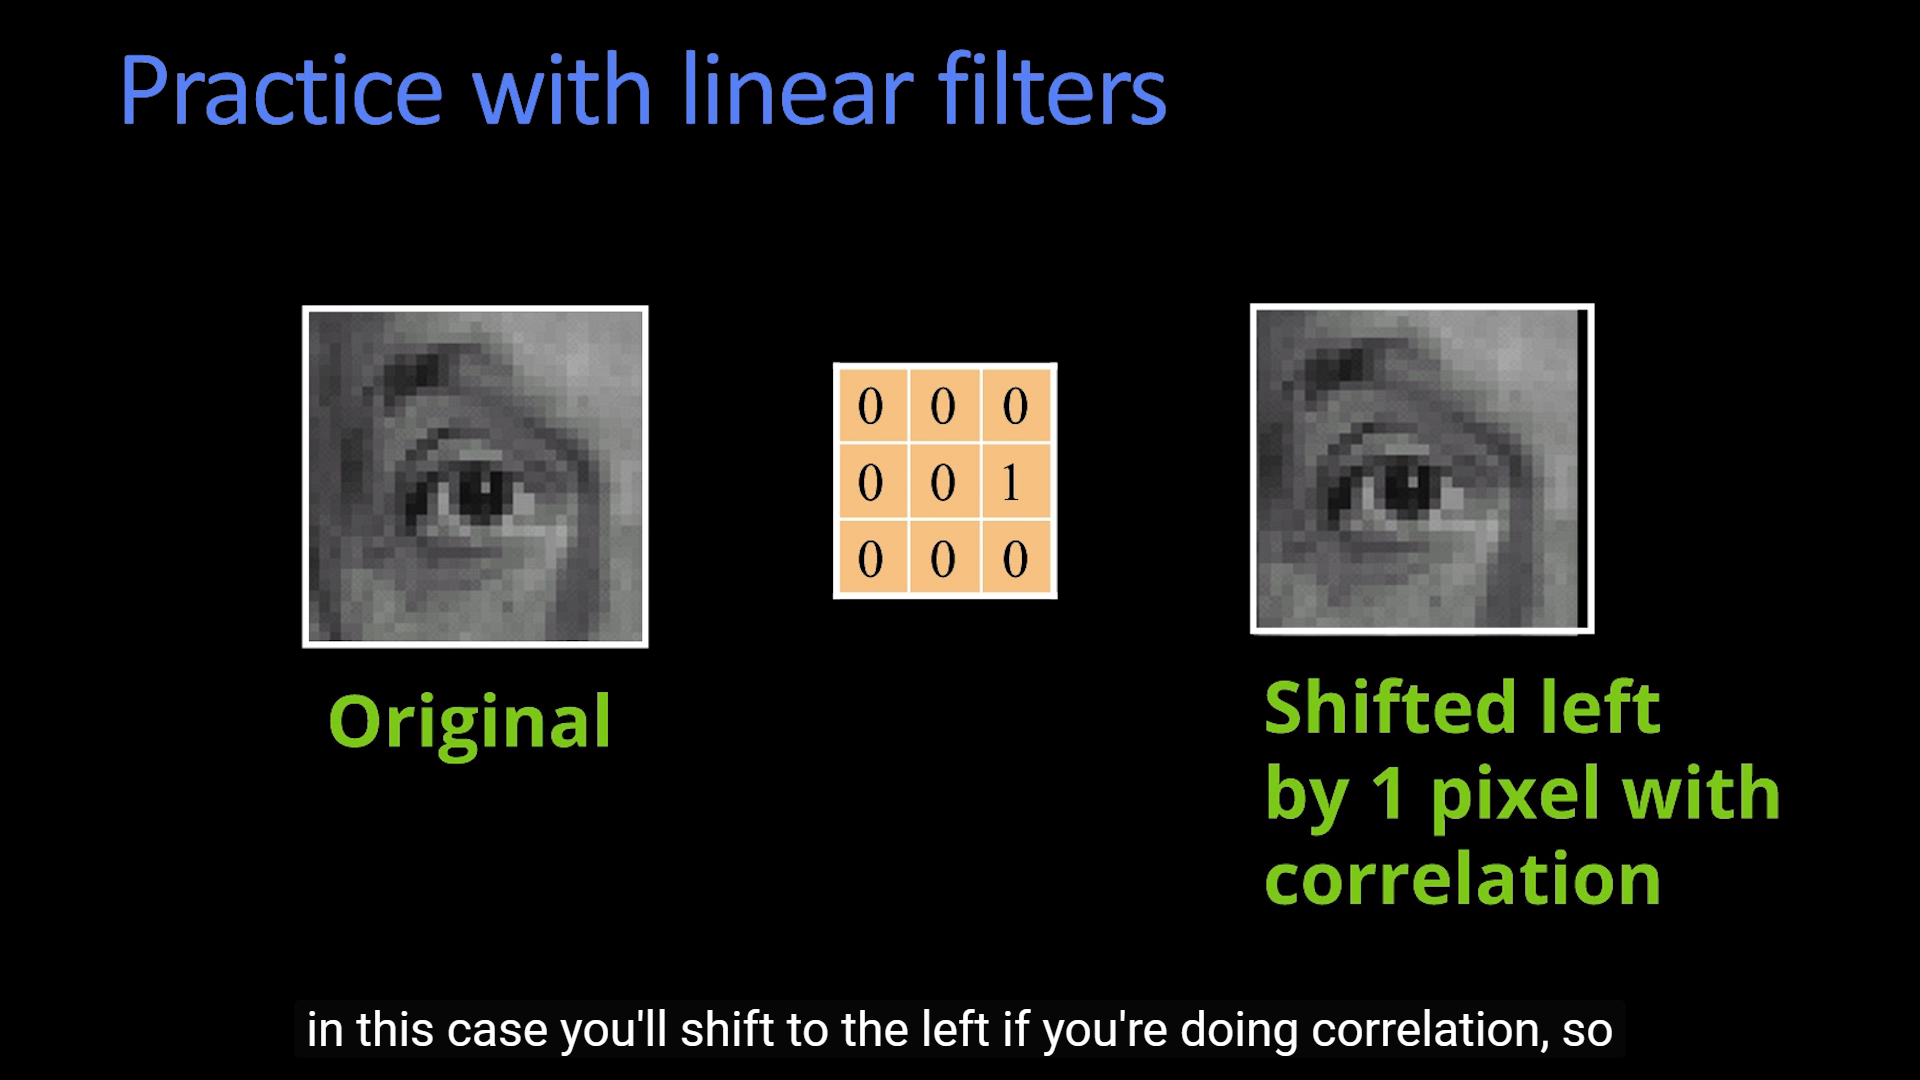 Practice with linear filters
0 0 0
0 0 1
0 0 0
Original
Shifted left
by 1 pixel with
correlation
in this case you'll shift to the left if you're doing correlation, so